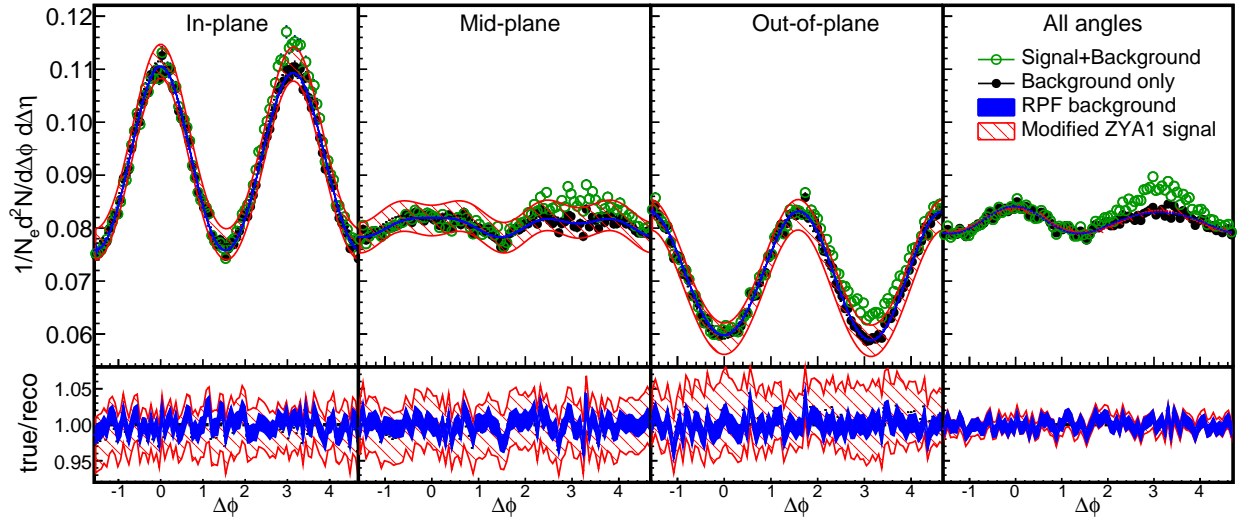 In-plane Mid-plane Out-of-plane All angles
Signal+Background
Background only
RPF background
Modified ZYA1 signal
1/Nₑd²N/dΔϕ dΔη
0.12
0.11
0.10
0.09
0.08
0.07
0.06
true/reco
1.05
1.00
0.95
-1 0 1 2 3 4 -1 0 1 2 3 4 -1 0 1 2 3 4 -1 0 1 2 3 4
Δϕ Δϕ Δϕ Δϕ